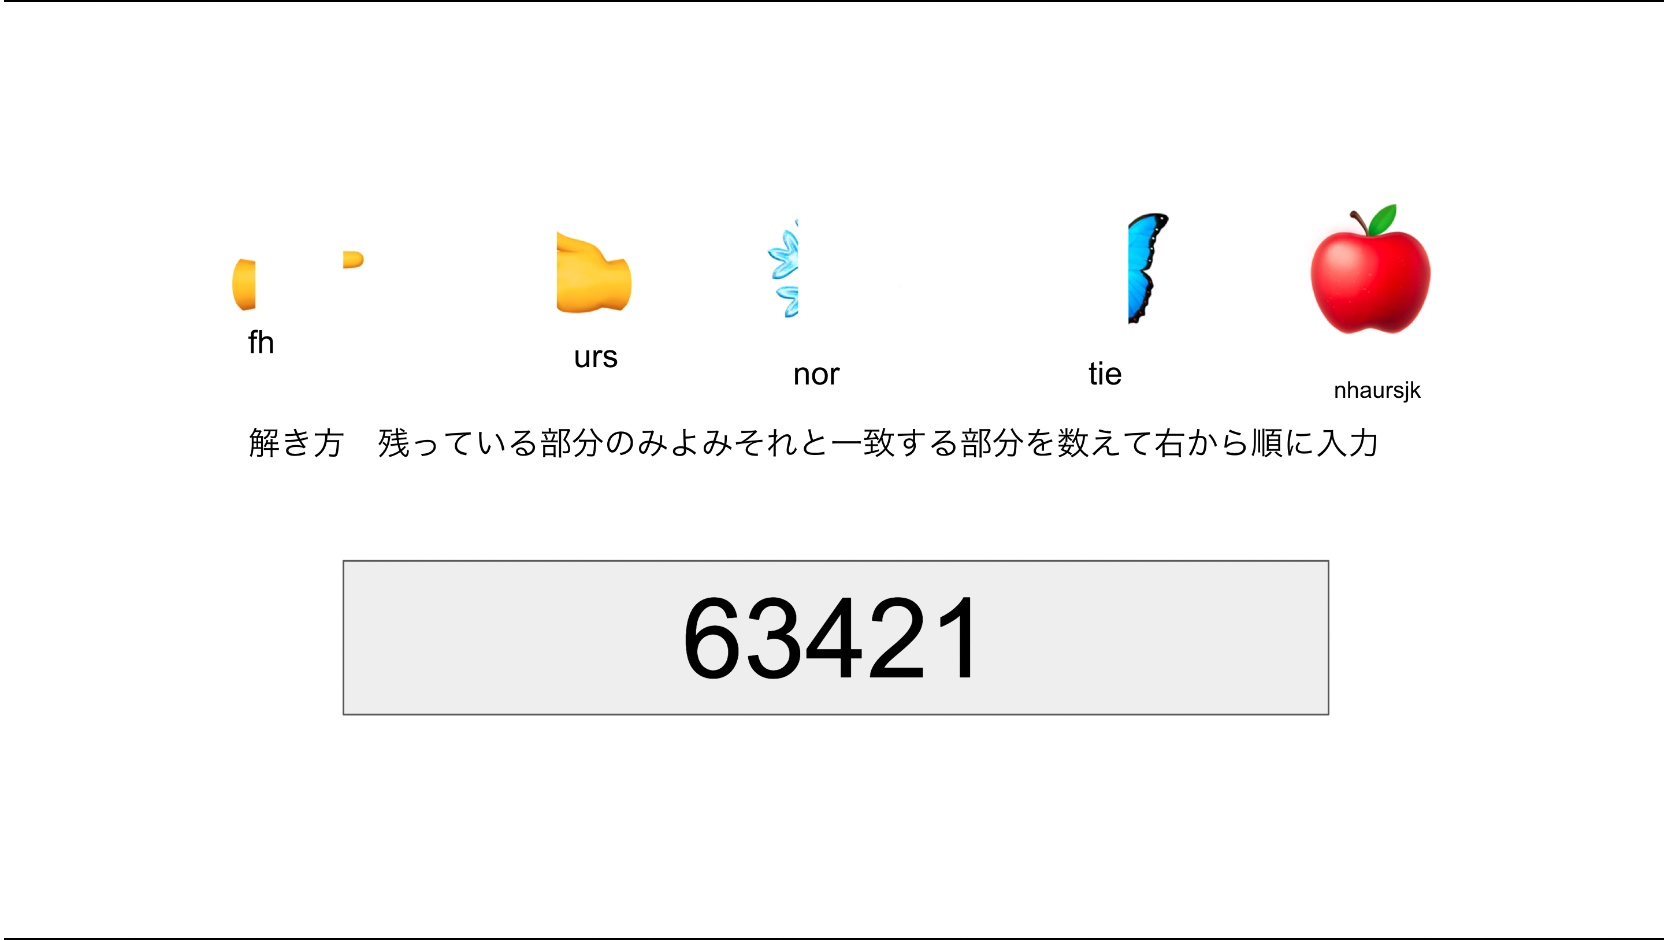 fh
urs
nor
tie
nhaursjk
解き方　残っている部分のみよみそれと一致する部分を数えて右から順に入力
63421